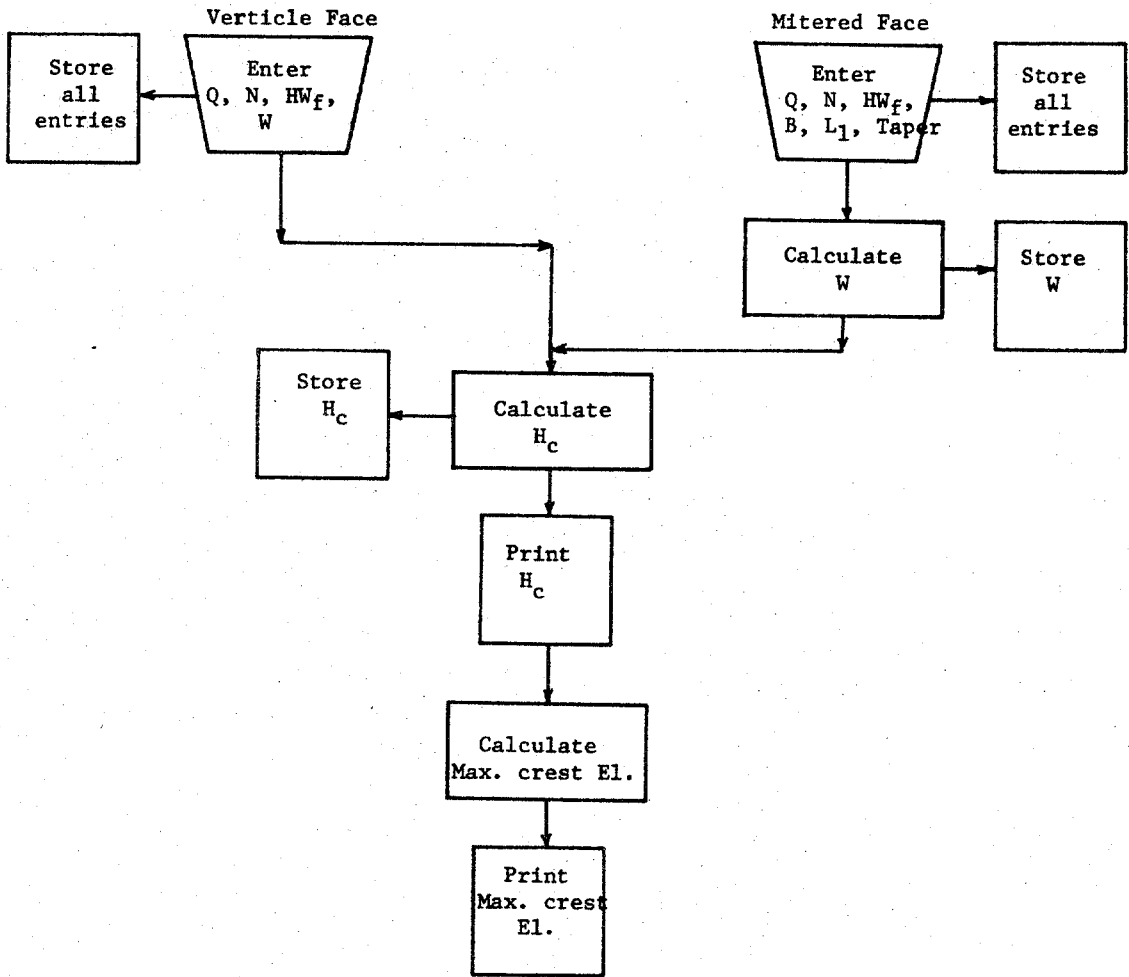 Verticle Face
Store
all
entries
Enter
Q, N, HWf,
W
Mitered Face
Enter
Q, N, HWf,
B, L1, Taper
Store
all
entries
Calculate
W
Store
W
Store
Hc
Calculate
Hc
Print
Hc
Calculate
Max. crest El.
Print
Max. crest
El.